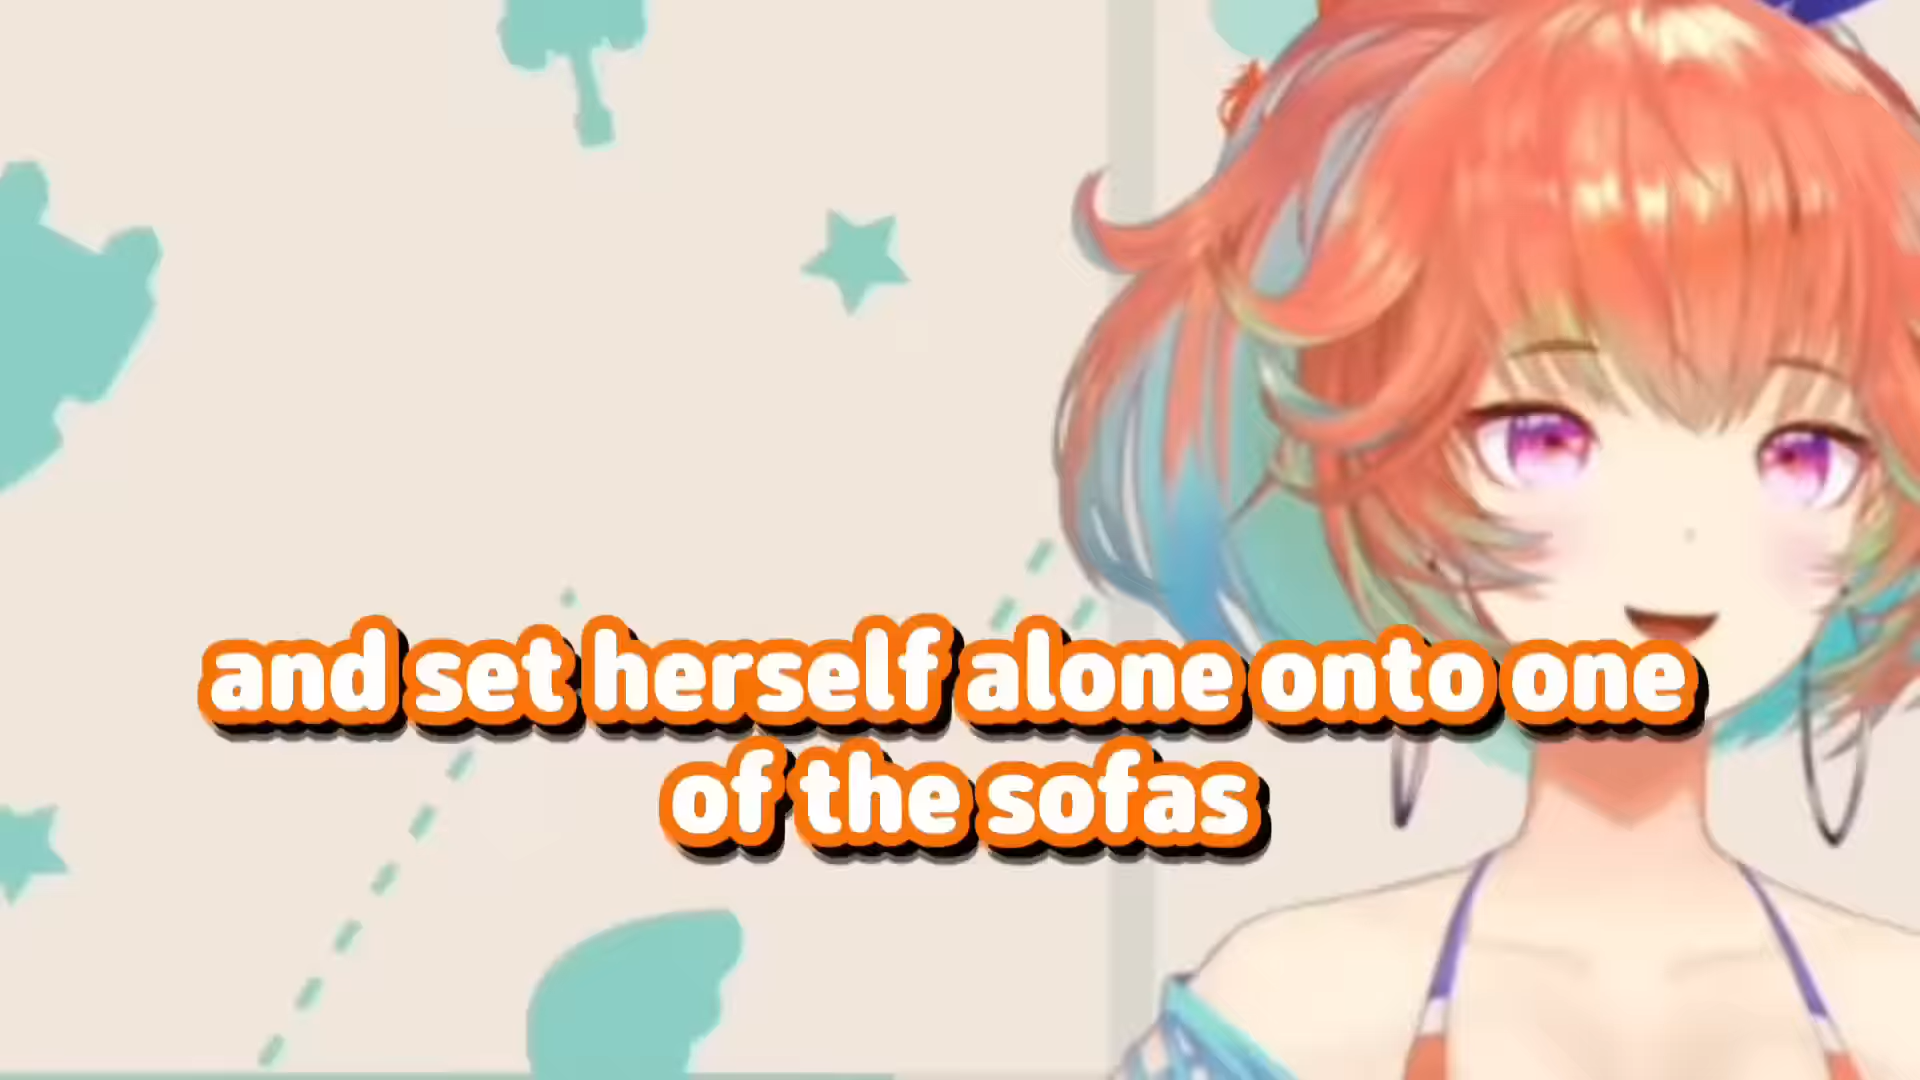 and set herself alone onto one
of the sofas